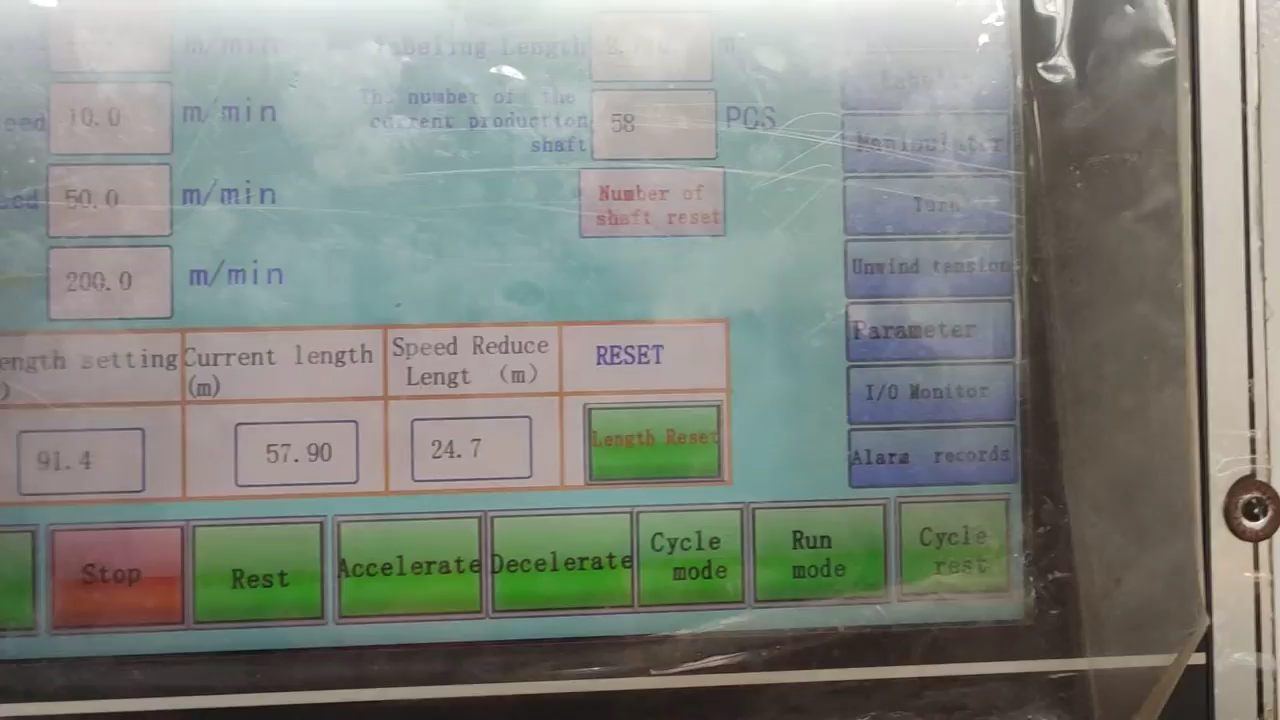 m/min
Labeling Length
m
eed
10.0
m/min
The number of the
current production
shaft
58
PCS
Manipulator
50.0
m/min
Number of
shaft reset
Turn
200.0
m/min
Unwind tension
Parameter
I/O Monitor
Alarm records
ength setting
)
Current length
(m)
Speed Reduce
Lengt (m)
RESET
91.4
57.90
24.7
Length Reset
Stop
Rest
Accelerate
Decelerate
Cycle
mode
Run
mode
Cycle
rest